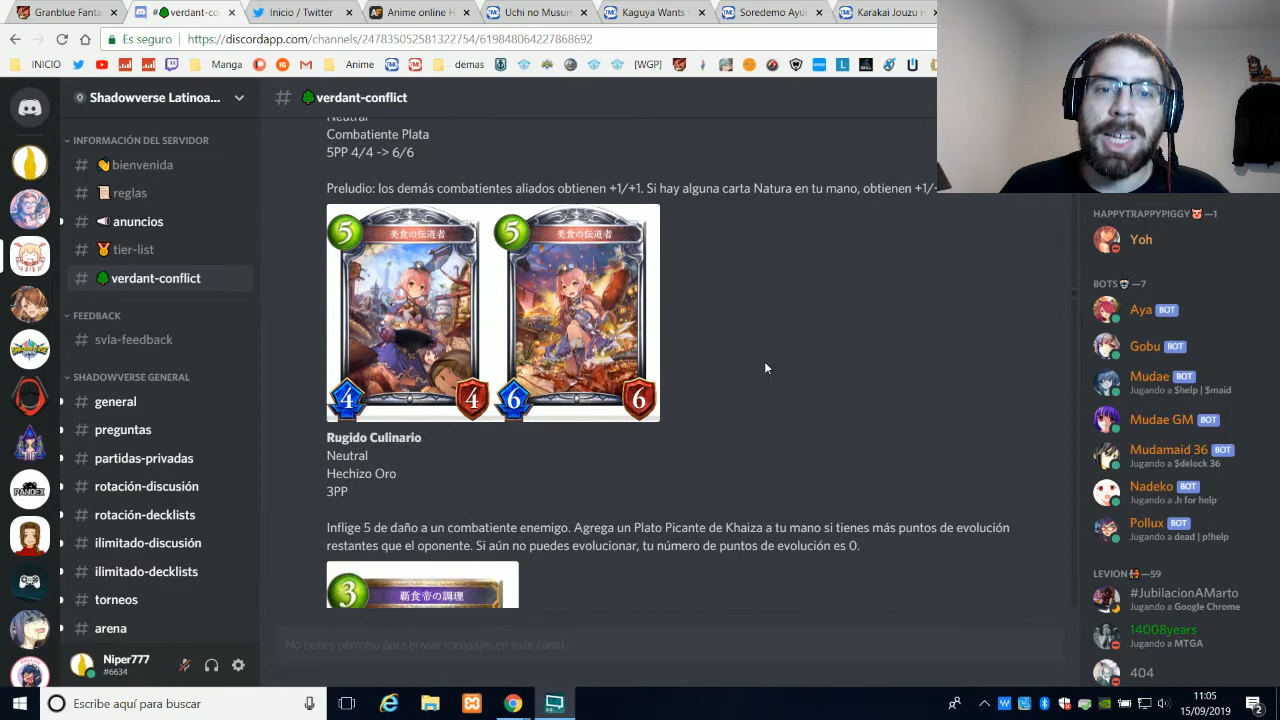 Granblue Fanta
#verdant-co
Inicio / Twitter
Anime online H
Uchi no Musum
Kaguya Wants
Soredemo Ayu
Karakai Jouzu n
Es seguro
https://discordapp.com/channels/247835052581322754/619848064227868692
INICIO
Manga
Anime
demas
[WGP]
Shadowverse Latinoa...
verdant-conflict
INFORMACIÓN DEL SERVIDOR
bienvenida
reglas
anuncios
tier-list
verdant-conflict
FEEDBACK
svla-feedback
SHADOWVERSE GENERAL
general
preguntas
partidas-privadas
rotación-discusión
rotación-decklists
ilimitado-discusión
ilimitado-decklists
torneos
arena
Niper777
#6634
Neutral
Combatiente Plata
5PP 4/4 -> 6/6
Preludio: los demás combatientes aliados obtienen +1/+1. Si hay alguna carta Natura en tu mano, obtienen +1/
5 美食の伝道者
4 4
5 美食の伝道者
6 6
Rugido Culinario
Neutral
Hechizo Oro
3PP
Inflige 5 de daño a un combatiente enemigo. Agrega un Plato Picante de Khaiza a tu mano si tienes más puntos de evolución
restantes que el oponente. Si aún no puedes evolucionar, tu número de puntos de evolución es 0.
3 覇食帝の調理
No tienes permiso para enviar mensajes en este canal.
HAPPYTRAPPYPIGGY—1
Yoh
BOTS—7
Aya BOT
Gobu BOT
Mudae BOT
Jugando a $help | $maid
Mudae GM BOT
Mudamaid 36 BOT
Jugando a $delock 36
Nadeko BOT
Jugando a .h for help
Pollux BOT
Jugando a dead | p!help
LEVION—59
#JubilacionAMarto
Jugando a Google Chrome
14008years
Jugando a MTGA
404
PANDEX
Escribe aquí para buscar
11:05
15/09/2019
2